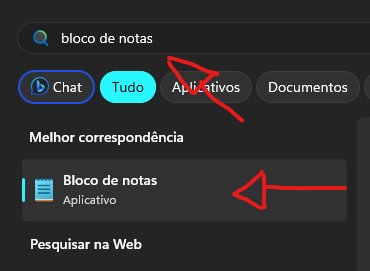 bloco de notas
Chat Tudo Aplicativos Documentos
Melhor correspondência
Bloco de notas
Aplicativo
Pesquisar na Web